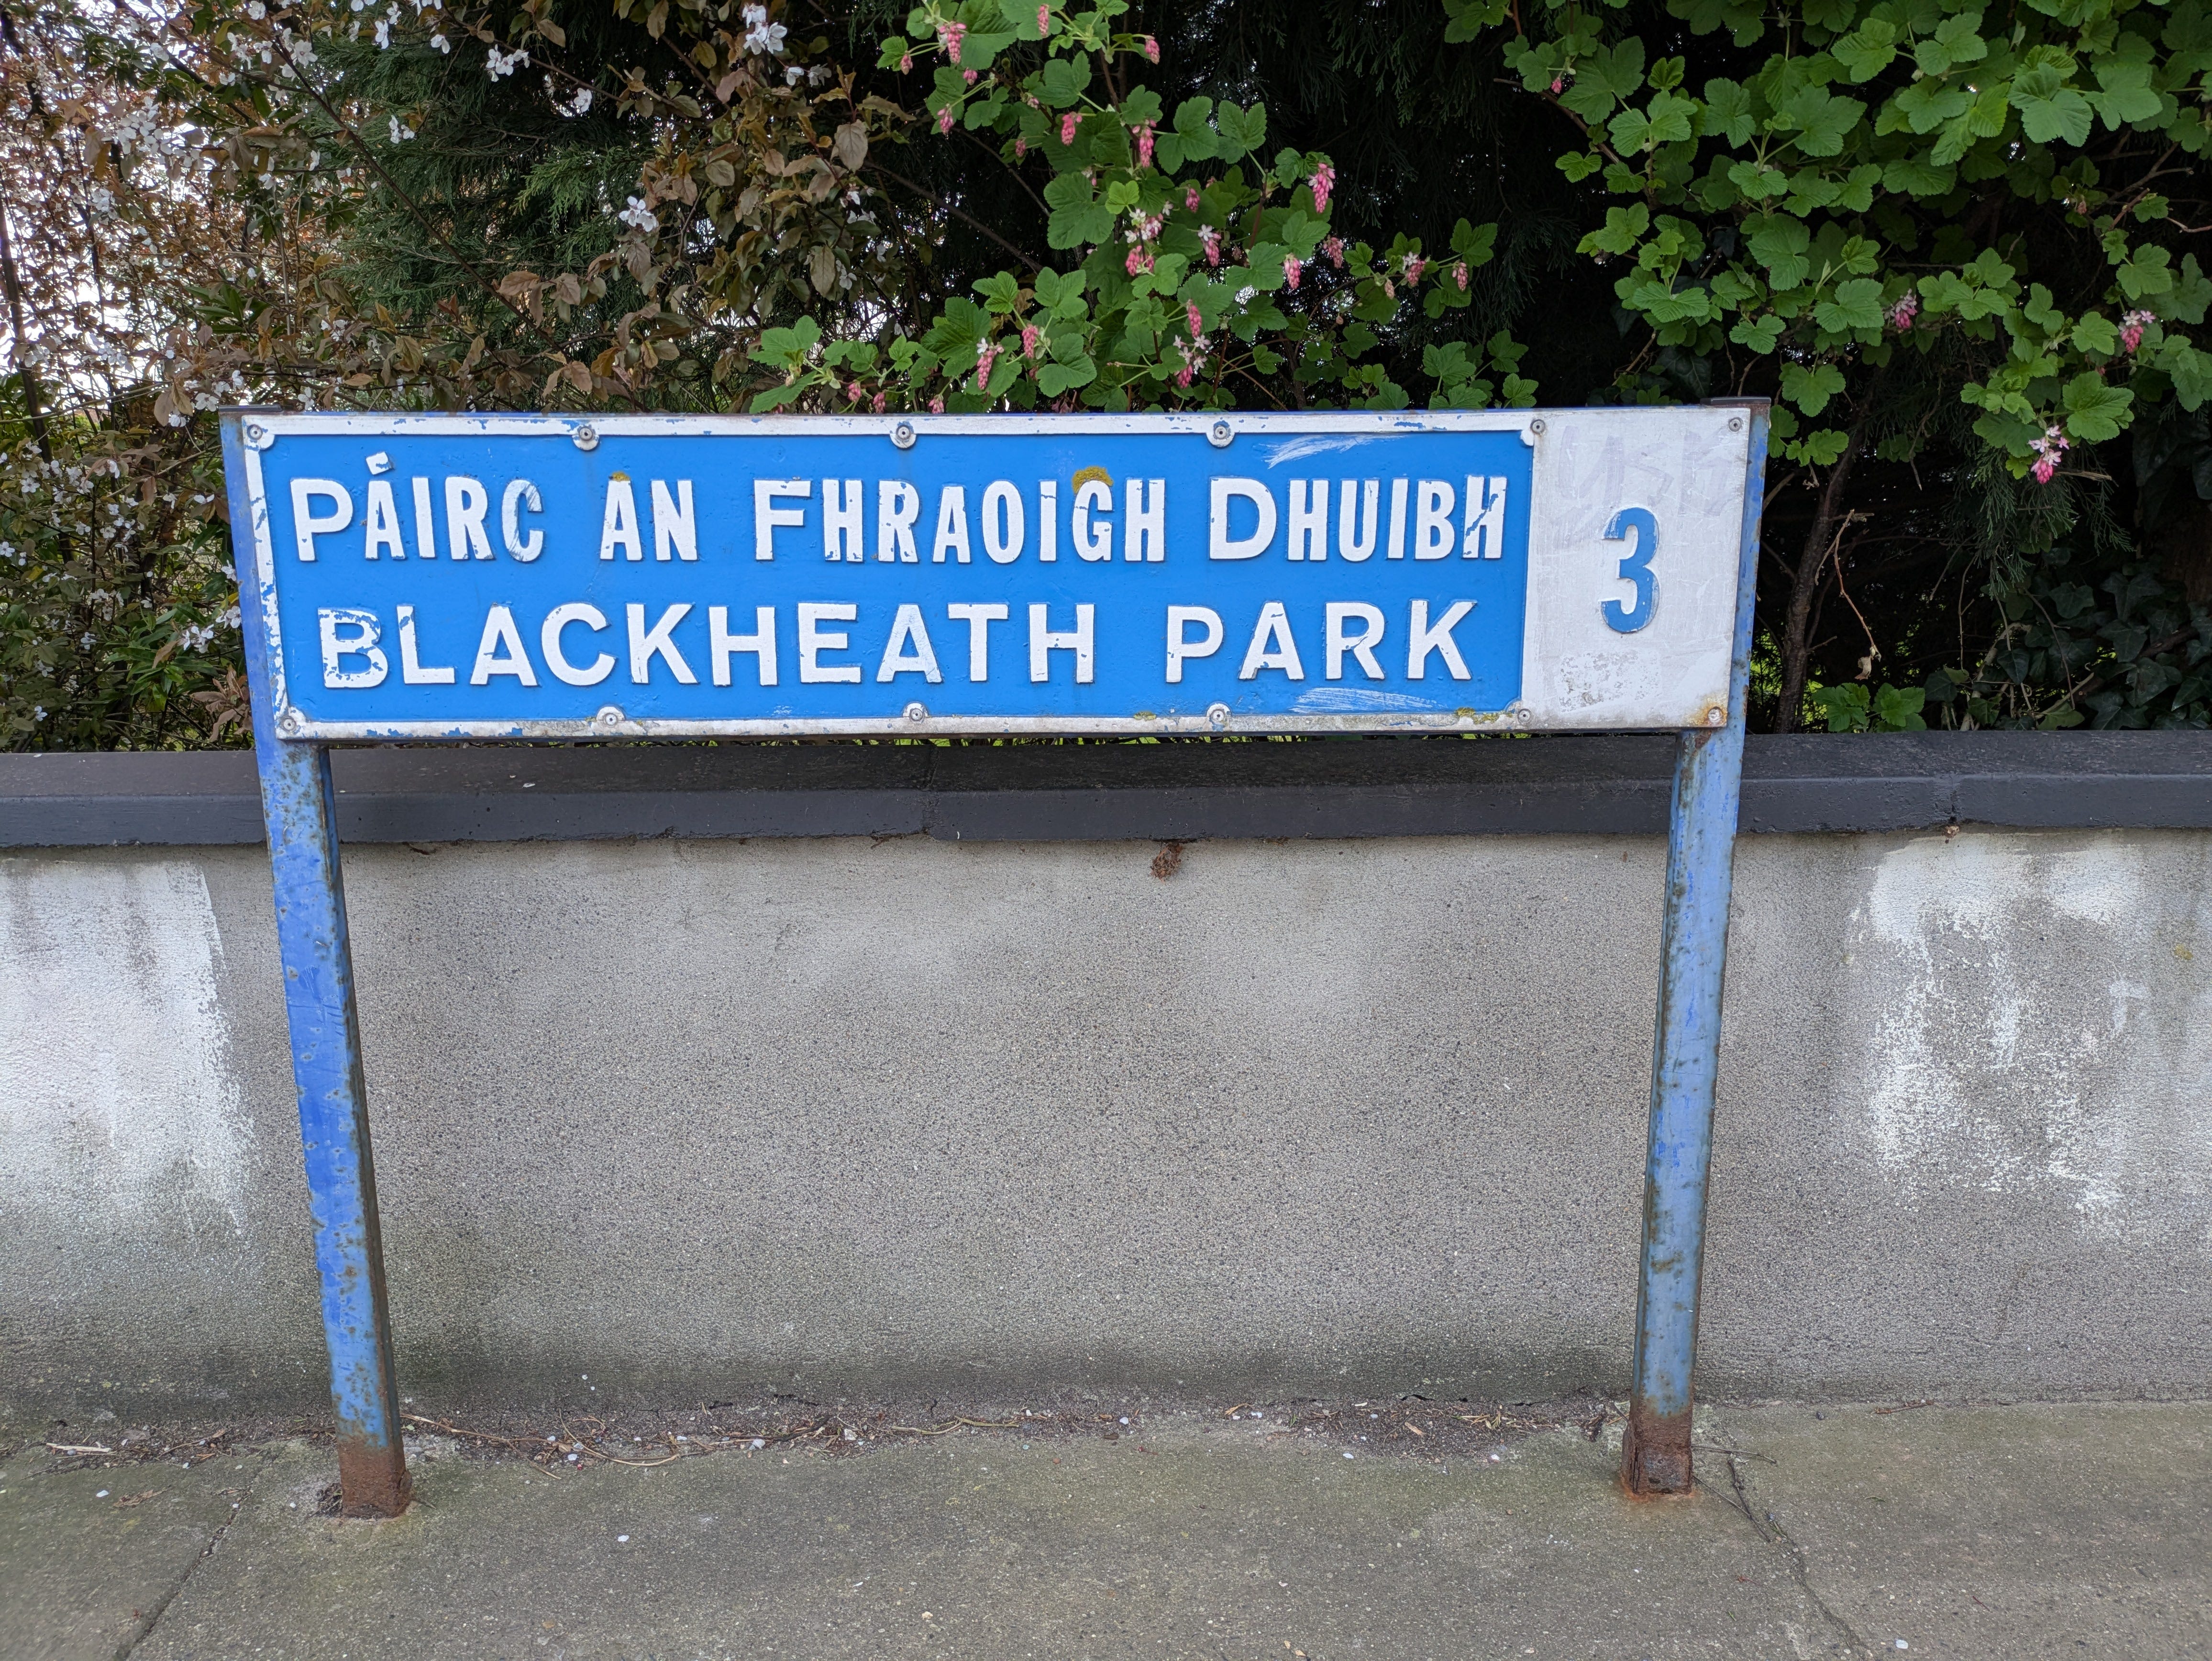 PÁIRC AN FHRAOIGH DHUIBH
BLACKHEATH PARK
3